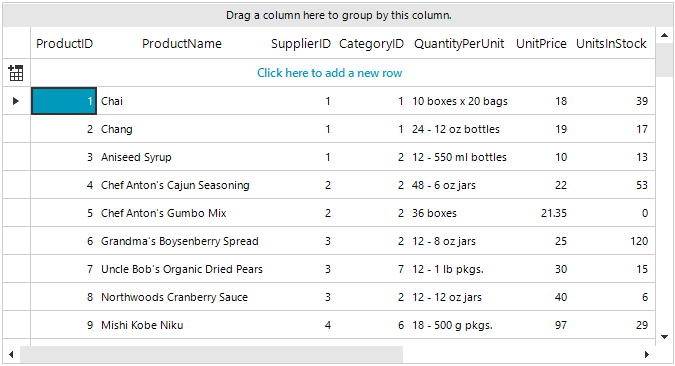 Drag a column here to group by this column.
ProductID ProductName SupplierID CategoryID QuantityPerUnit UnitPrice UnitsInStock
Click here to add a new row
1 Chai 1 1 10 boxes x 20 bags 18 39
2 Chang 1 1 24 - 12 oz bottles 19 17
3 Aniseed Syrup 1 2 12 - 550 ml bottles 10 13
4 Chef Anton's Cajun Seasoning 2 2 48 - 6 oz jars 22 53
5 Chef Anton's Gumbo Mix 2 2 36 boxes 21.35 0
6 Grandma's Boysenberry Spread 3 2 12 - 8 oz jars 25 120
7 Uncle Bob's Organic Dried Pears 3 7 12 - 1 lb pkgs. 30 15
8 Northwoods Cranberry Sauce 3 2 12 - 12 oz jars 40 6
9 Mishi Kobe Niku 4 6 18 - 500 g pkgs. 97 29